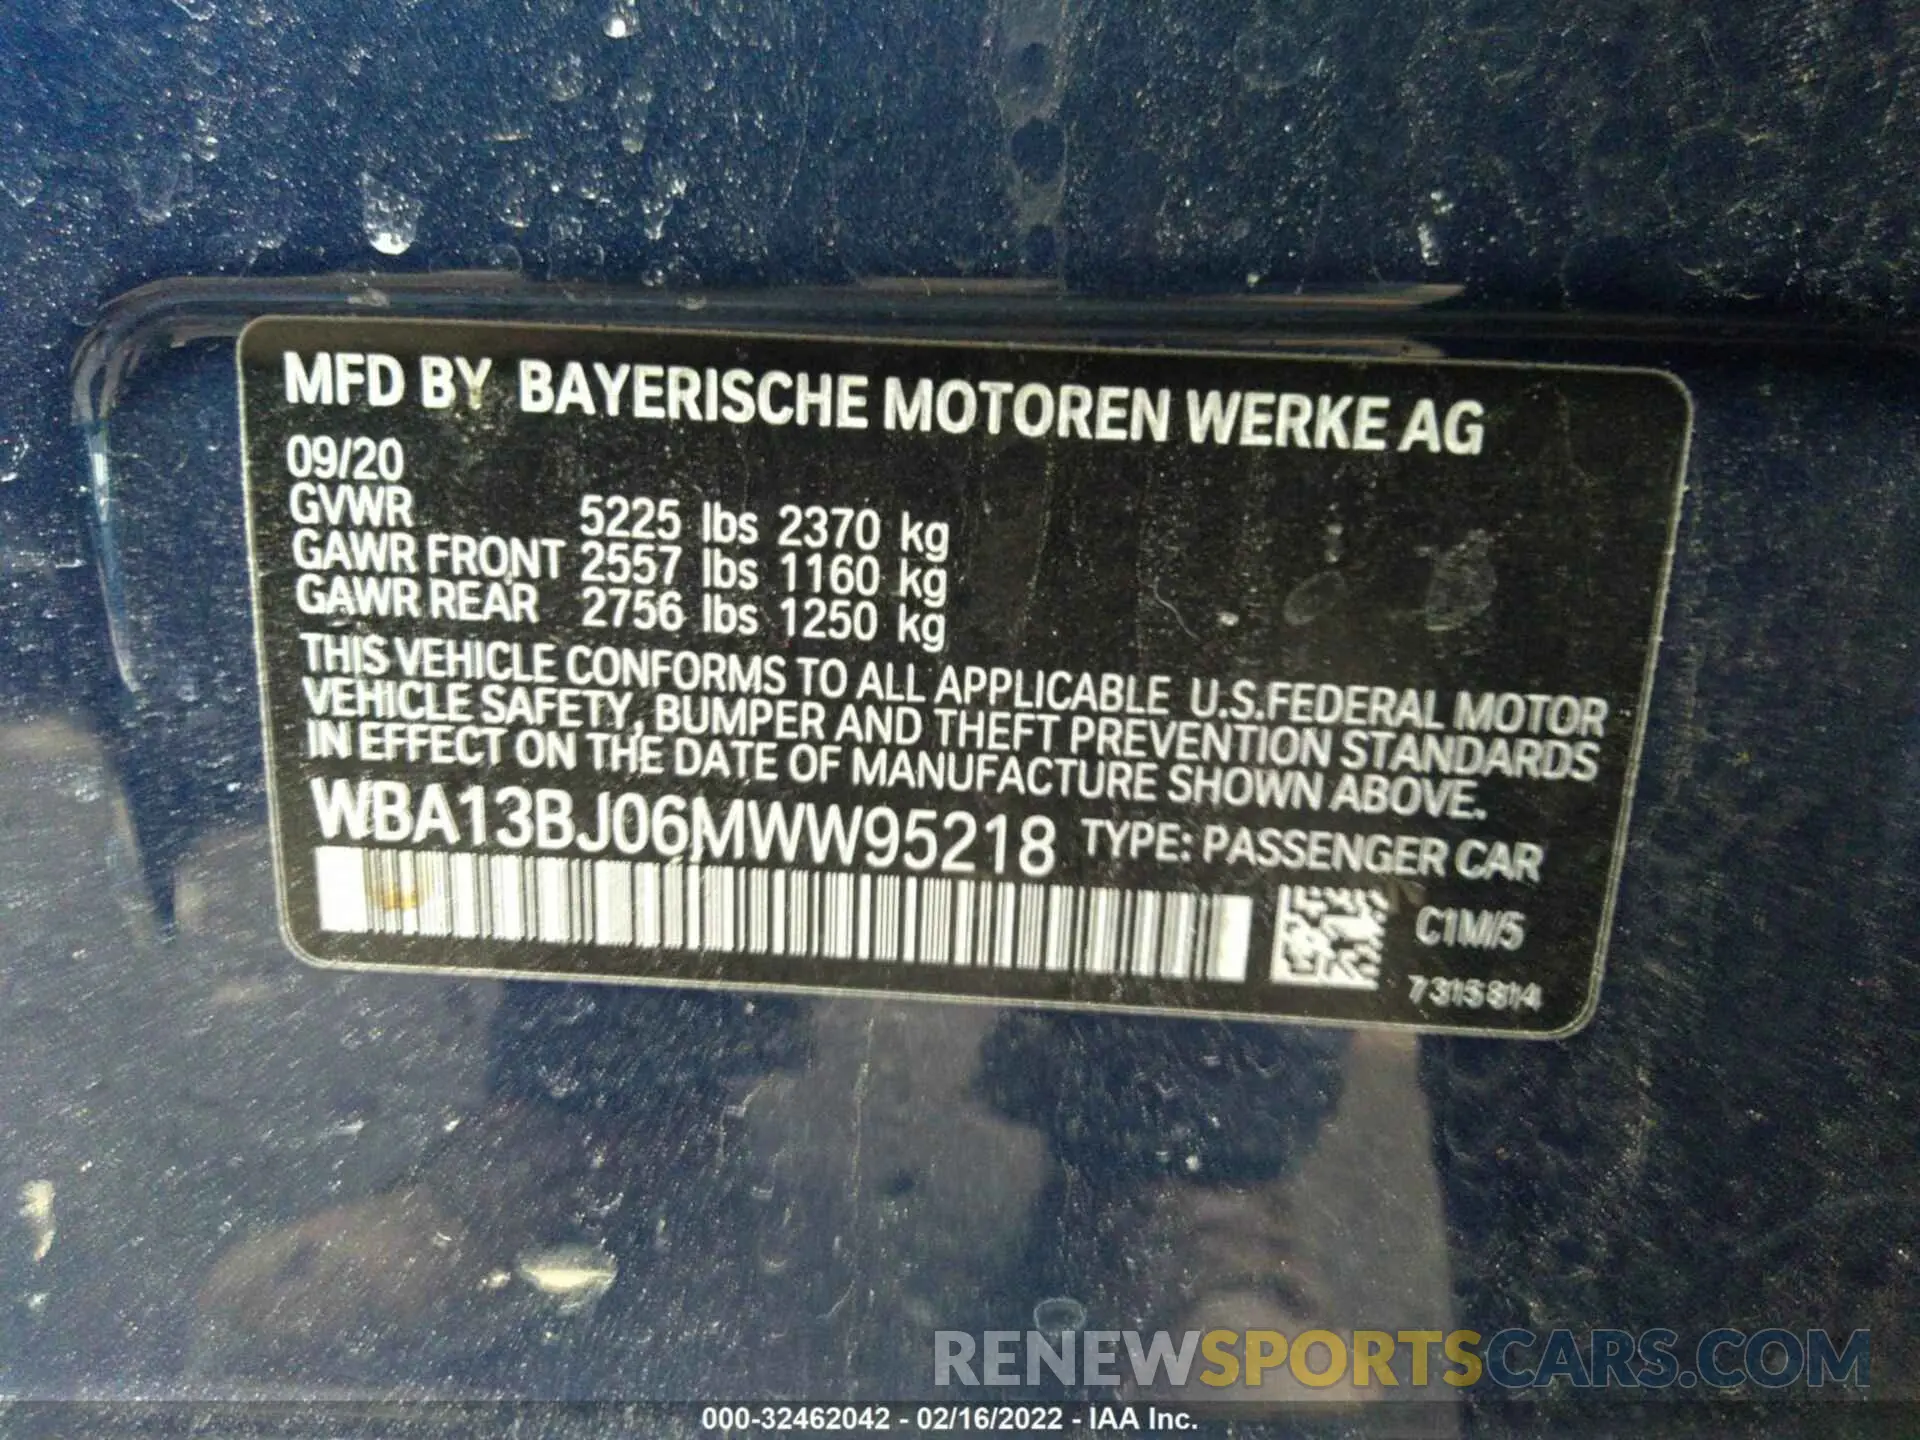 MFD BY BAYERISCHE MOTOREN WERKE AG
09/20
GVWR 5225 lbs 2370 kg
GAWR FRONT 2557 lbs 1160 kg
GAWR REAR 2756 lbs 1250 kg
THIS VEHICLE CONFORMS TO ALL APPLICABLE U.S.FEDERAL MOTOR
VEHICLE SAFETY, BUMPER AND THEFT PREVENTION STANDARDS
IN EFFECT ON THE DATE OF MANUFACTURE SHOWN ABOVE.
WBA13BJ06MWW95218 TYPE: PASSENGER CAR
C1M/5
7315814
RENEWSPORTSCARS.COM
000-32462042 - 02/16/2022 - IAA Inc.